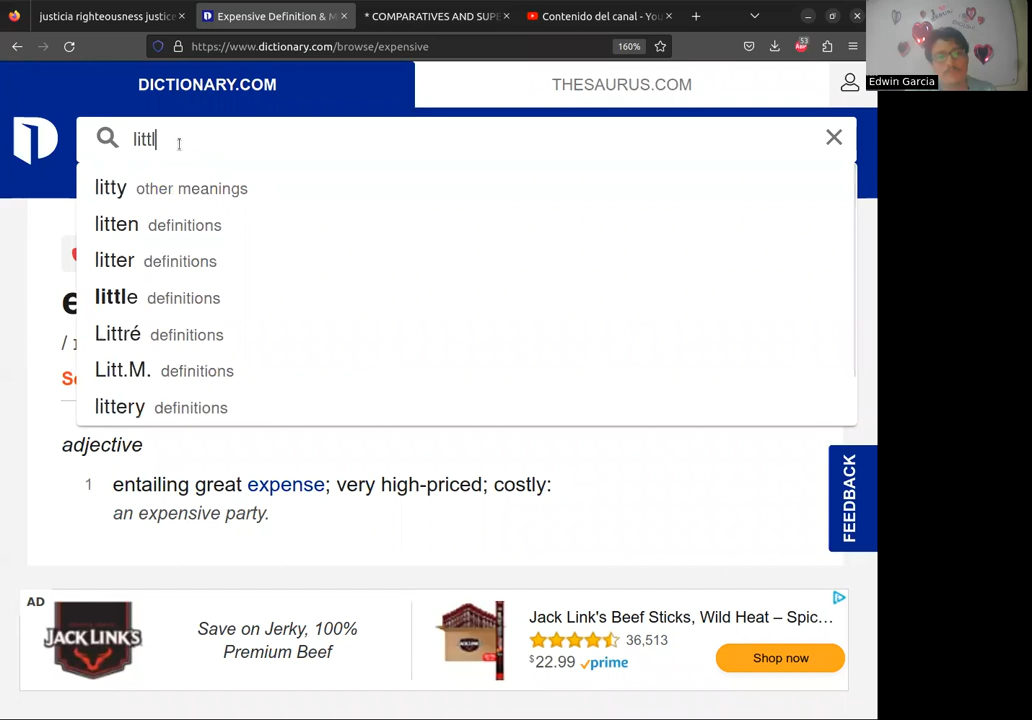 justicia righteousness justice
Expensive Definition & M
* COMPARATIVES AND SUPE
Contenido del canal - You
https://www.dictionary.com/browse/expensive
160%
53
Edwin Garcia
DICTIONARY.COM
THESAURUS.COM
littl
litty other meanings
litten definitions
litter definitions
little definitions
Littré definitions
Litt.M. definitions
littery definitions
e
/ ɪ
Se
adjective
1 entailing great expense; very high-priced; costly:
an expensive party.
FEEDBACK
AD
JACK LINK'S
Save on Jerky, 100%
Premium Beef
Jack Link's Beef Sticks, Wild Heat – Spic...
36,513
$22.99 prime
Shop now